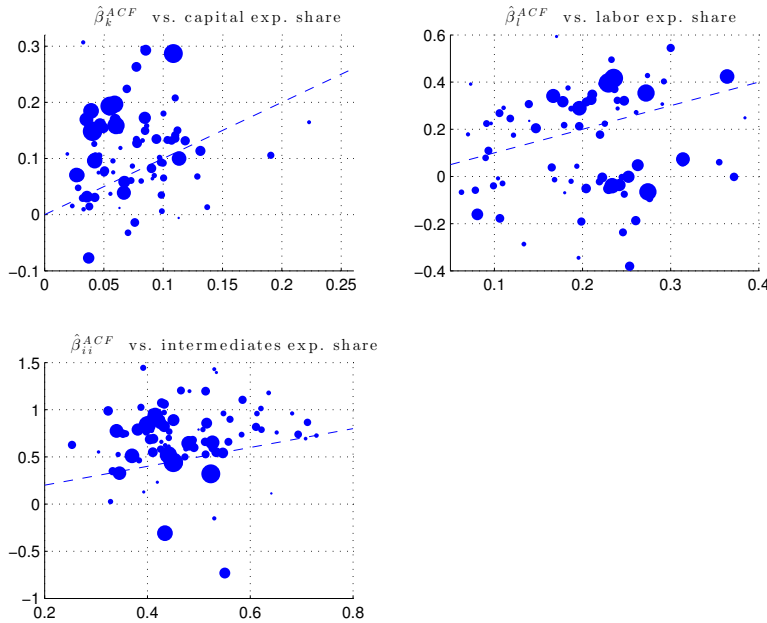 β̂_k^{ACF} vs. capital exp. share
0.3
0.2
0.1
0
−0.1
0 0.05 0.1 0.15 0.2 0.25
β̂_l^{ACF} vs. labor exp. share
0.6
0.4
0.2
0
−0.2
−0.4
0.1 0.2 0.3 0.4
β̂_{ii}^{ACF} vs. intermediates exp. share
1.5
1
0.5
0
−0.5
−1
0.2 0.4 0.6 0.8